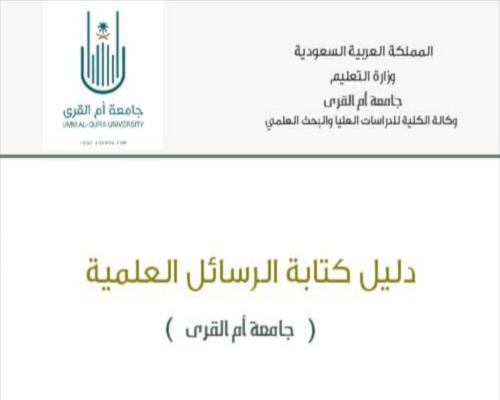 المملكة العربية السعودية
وزارة التعليم
جامعة أم القرى
وكالة الكلية للدراسات العليا والبحث العلمي
جامعة أم القرى
UMM AL-QURA UNIVERSITY
دليل كتابة الرسائل العلمية
( جامعة أم القرى )